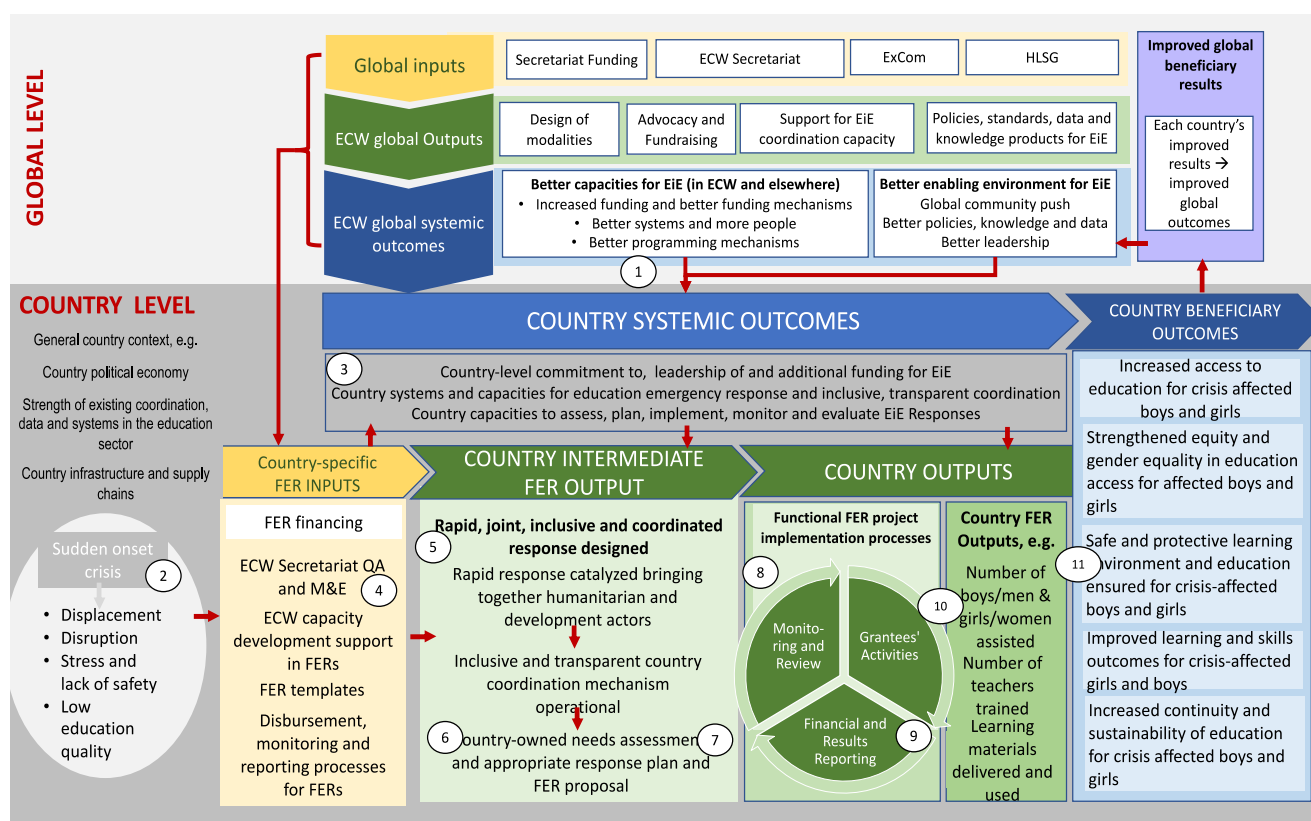 GLOBAL LEVEL
Global inputs
Secretariat Funding
ECW Secretariat
ExCom
HLSG
ECW global Outputs
Design of
modalities
Advocacy and
Fundraising
Support for EiE
coordination capacity
Policies, standards, data and
knowledge products for EiE
ECW global systemic
outcomes
Better capacities for EiE (in ECW and elsewhere)
• Increased funding and better funding mechanisms
• Better systems and more people
• Better programming mechanisms
Better enabling environment for EiE
Global community push
Better policies, knowledge and data
Better leadership
Improved global
beneficiary
results
Each country's
improved
results →
improved
global
outcomes
1
COUNTRY LEVEL
General country context, e.g.
Country political economy
Strength of existing coordination,
data and systems in the education
sector
Country infrastructure and supply
chains
Sudden onset
crisis
2
• Displacement
• Disruption
• Stress and
lack of safety
• Low
education
quality
COUNTRY SYSTEMIC OUTCOMES
3
Country-level commitment to, leadership of and additional funding for EiE
Country systems and capacities for education emergency response and inclusive, transparent coordination
Country capacities to assess, plan, implement, monitor and evaluate EiE Responses
Country-specific
FER INPUTS
FER financing
ECW Secretariat QA
and M&E
4
ECW capacity
development support
in FERs
FER templates
Disbursement,
monitoring and
reporting processes
for FERs
COUNTRY INTERMEDIATE
FER OUTPUT
Rapid, joint, inclusive and coordinated
response designed
5
Rapid response catalyzed bringing
together humanitarian and
development actors
Inclusive and transparent country
coordination mechanism
operational
6
ountry-owned needs assessmen
7
and appropriate response plan and
FER proposal
COUNTRY OUTPUTS
Functional FER project
implementation processes
8
Monito-
ring and
Review
Grantees'
Activities
Financial and
Results
Reporting
9
10
Country FER
Outputs, e.g.
Number of
boys/men &
girls/women
assisted
Number of
teachers
trained
Learning
materials
delivered and
used
COUNTRY BENEFICIARY
OUTCOMES
Increased access to
education for crisis affected
boys and girls
Strengthened equity and
gender equality in education
access for affected boys and
girls
11
Safe and protective learning
nvironment and education
ensured for crisis-affected
boys and girls
Improved learning and skills
outcomes for crisis-affected
girls and boys
Increased continuity and
sustainability of education
for crisis affected boys and
girls